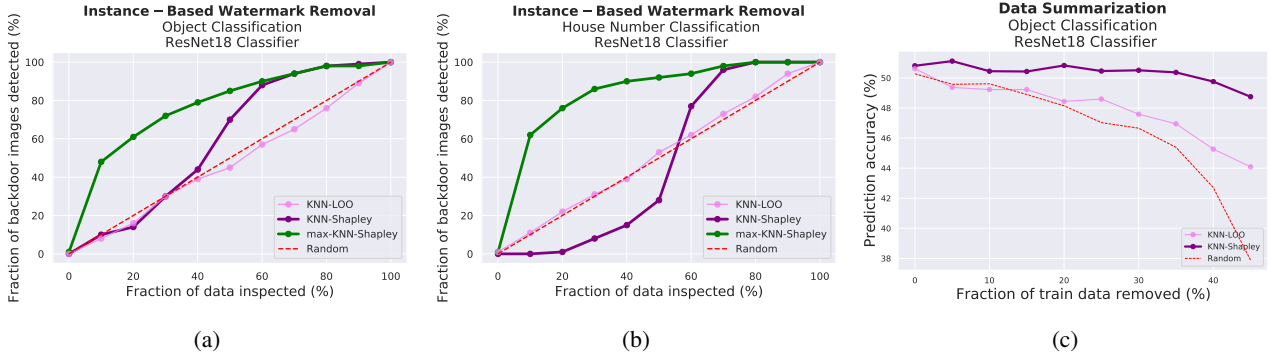 Instance − Based Watermark Removal
Object Classification
ResNet18 Classifier
Fraction of backdoor images detected (%)
100
80
60
40
20
0
KNN-LOO
KNN-Shapley
max-KNN-Shapley
Random
0 20 40 60 80 100
Fraction of data inspected (%)
(a)
Instance − Based Watermark Removal
House Number Classification
ResNet18 Classifier
Fraction of backdoor images detected (%)
100
80
60
40
20
0
KNN-LOO
KNN-Shapley
max-KNN-Shapley
Random
0 20 40 60 80 100
Fraction of data inspected (%)
(b)
Data Summarization
Object Classification
ResNet18 Classifier
Prediction accuracy (%)
50
48
46
44
42
40
38
KNN-LOO
KNN-Shapley
Random
0 10 20 30 40
Fraction of train data removed (%)
(c)